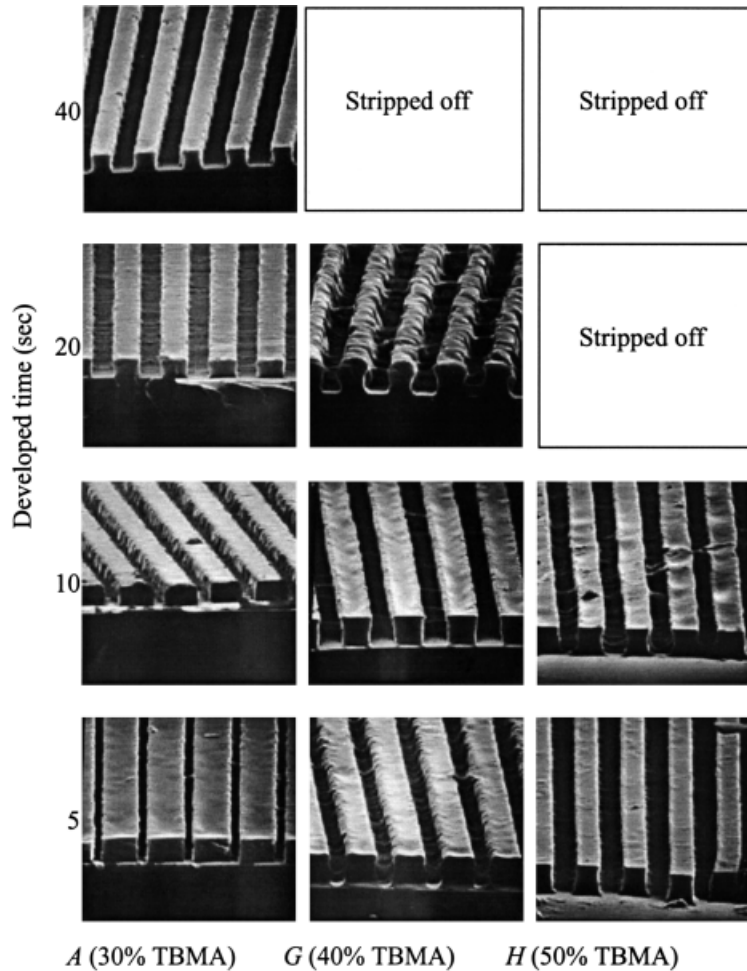 40
Stripped off
Stripped off
20
Stripped off
Developed time (sec)
10
5
A (30% TBMA)
G (40% TBMA)
H (50% TBMA)